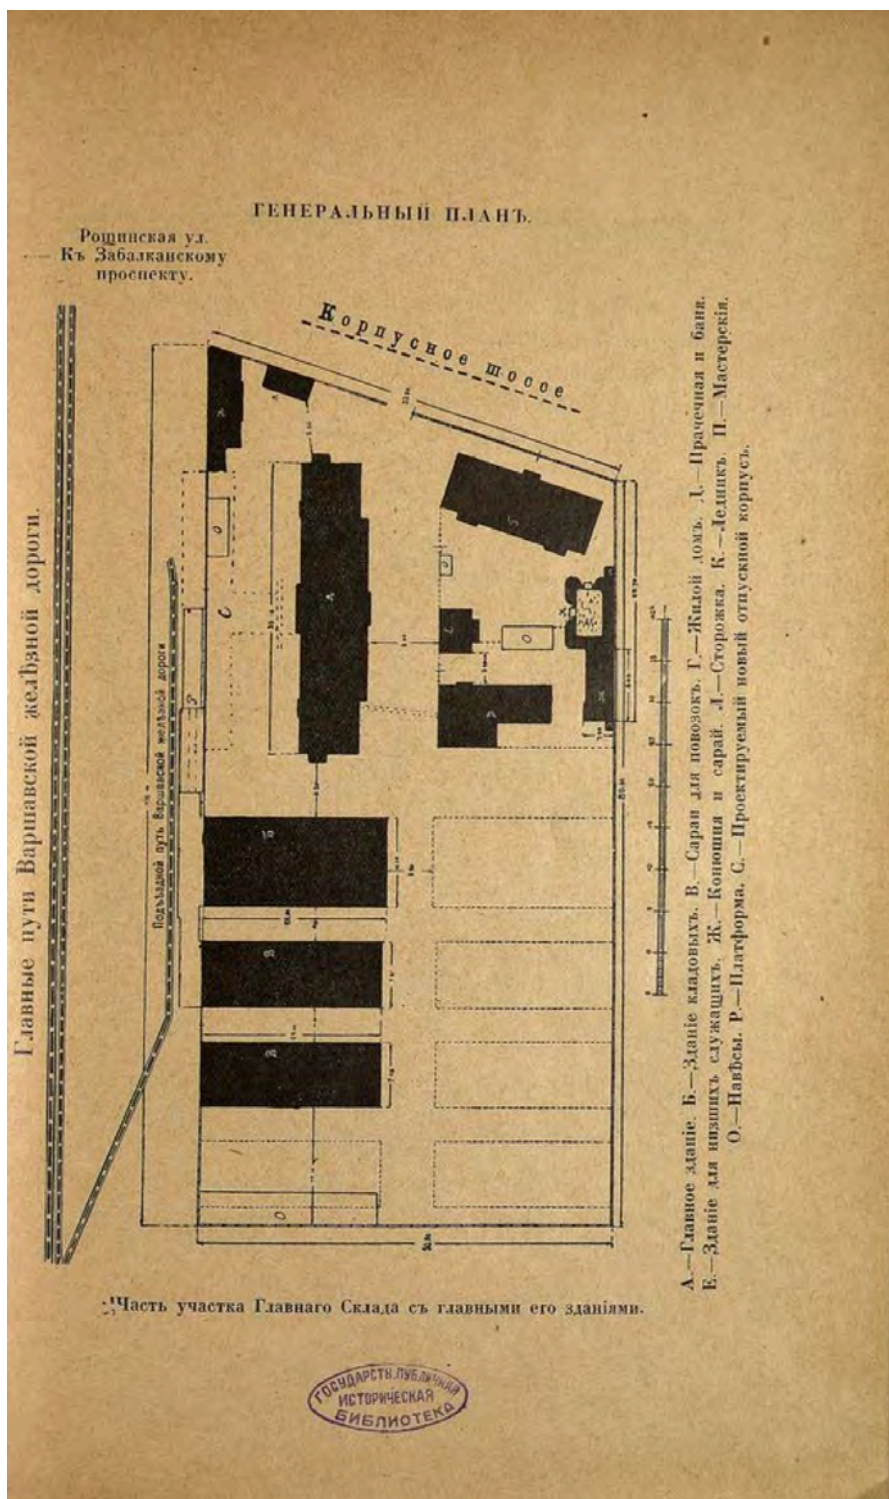 ГЕНЕРАЛЬНЫЙ ПЛАНЪ.
Рощинская ул.
Къ Забалканскому
проспекту.
Корпусное шоссе
Главные пути Варшавской желѣзной дороги.
Подъѣздной путь Варшавской желѣзной дороги
А.—Главное зданіе. Б.—Зданіе кладовыхъ. В.—Сараи для повозокъ. Г.—Жилой домъ. Д.—Прачечная и баня.
Е.—Зданіе для низшихъ служащихъ. Ж.—Конюшня и сарай. Л.—Сторожка. К.—Ледникъ. П.—Мастерскія.
О.—Навѣсы. Р.—Платформа. С.—Проектируемый новый отпускной корпусъ.
Часть участка Главнаго Склада съ главными его зданіями.
ГОСУДАРСТВ. ПУБЛИЧНАЯ
ИСТОРИЧЕСКАЯ
БИБЛИОТЕКА